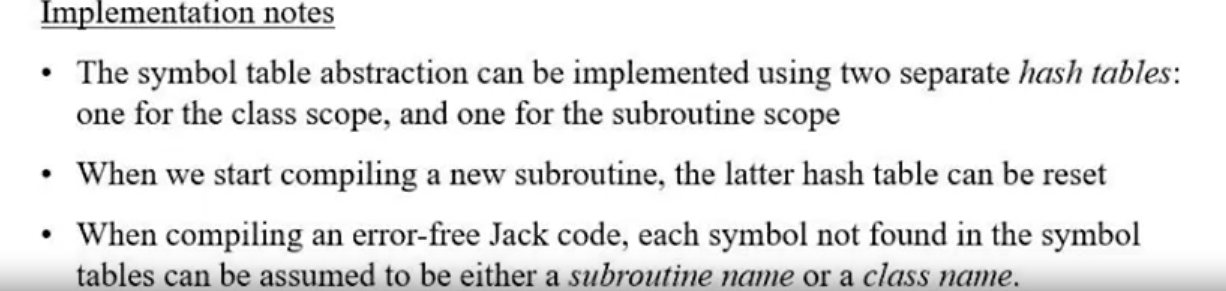 Implementation notes
• The symbol table abstraction can be implemented using two separate hash tables:
one for the class scope, and one for the subroutine scope
• When we start compiling a new subroutine, the latter hash table can be reset
• When compiling an error-free Jack code, each symbol not found in the symbol
tables can be assumed to be either a subroutine name or a class name.